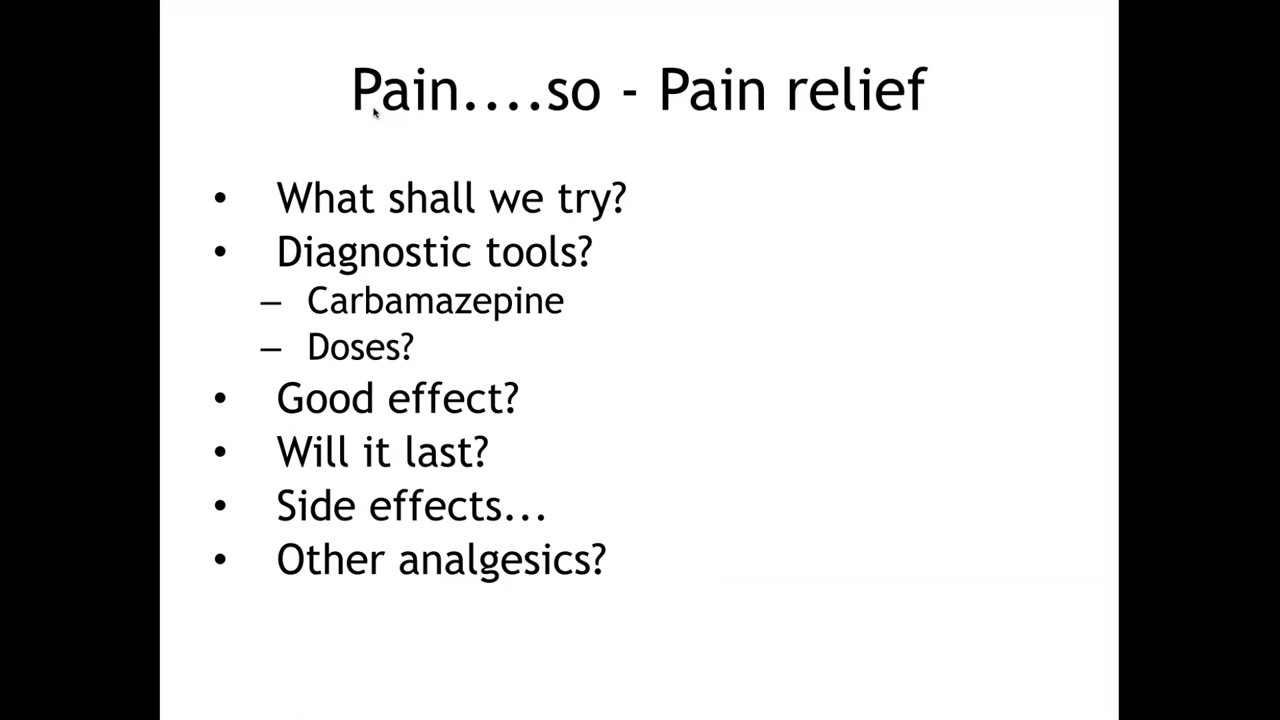 Pain....so - Pain relief
• What shall we try?
• Diagnostic tools?
– Carbamazepine
– Doses?
• Good effect?
• Will it last?
• Side effects...
• Other analgesics?